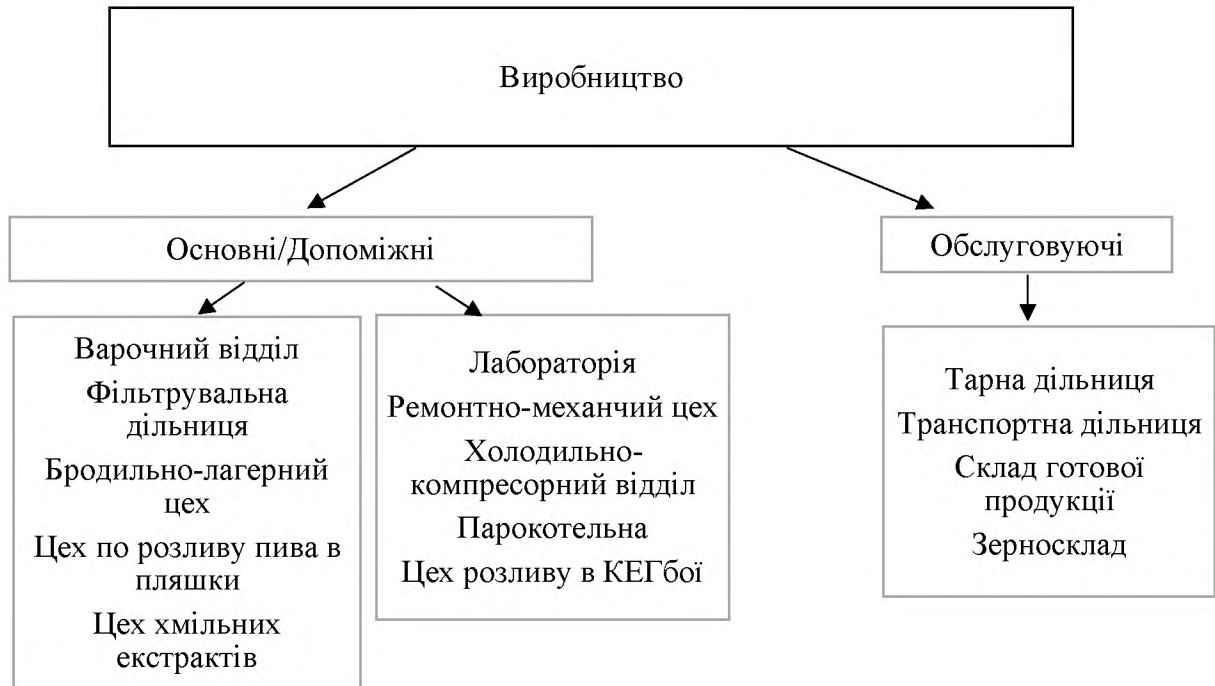 Виробництво
Основні/Допоміжні
Обслуговуючі
Варочний відділ
Фільтрувальна
дільниця
Бродильно-лагерний
цех
Цех по розливу пива в
пляшки
Цех хмільних
екстрактів
Лабораторія
Ремонтно-механчий цех
Холодильно-
компресорний відділ
Парокотельна
Цех розливу в КЕГбої
Тарна дільниця
Транспортна дільниця
Склад готової
продукції
Зерносклад